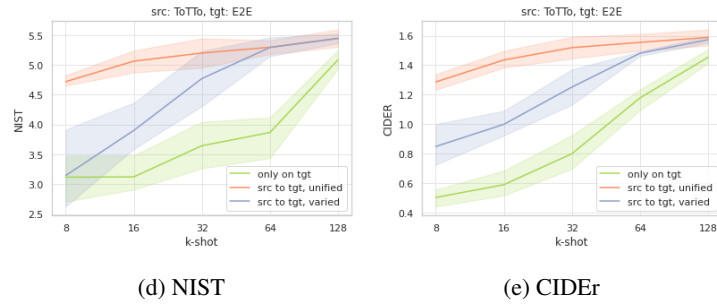 src: ToTTo, tgt: E2E
5.5
5.0
4.5
4.0
3.5
3.0
2.5
NIST
8
16
32
64
128
k-shot
only on tgt
src to tgt, unified
src to tgt, varied
(d) NIST
src: ToTTo, tgt: E2E
1.6
1.4
1.2
1.0
0.8
0.6
0.4
CIDER
8
16
32
64
128
k-shot
only on tgt
src to tgt, unified
src to tgt, varied
(e) CIDEr